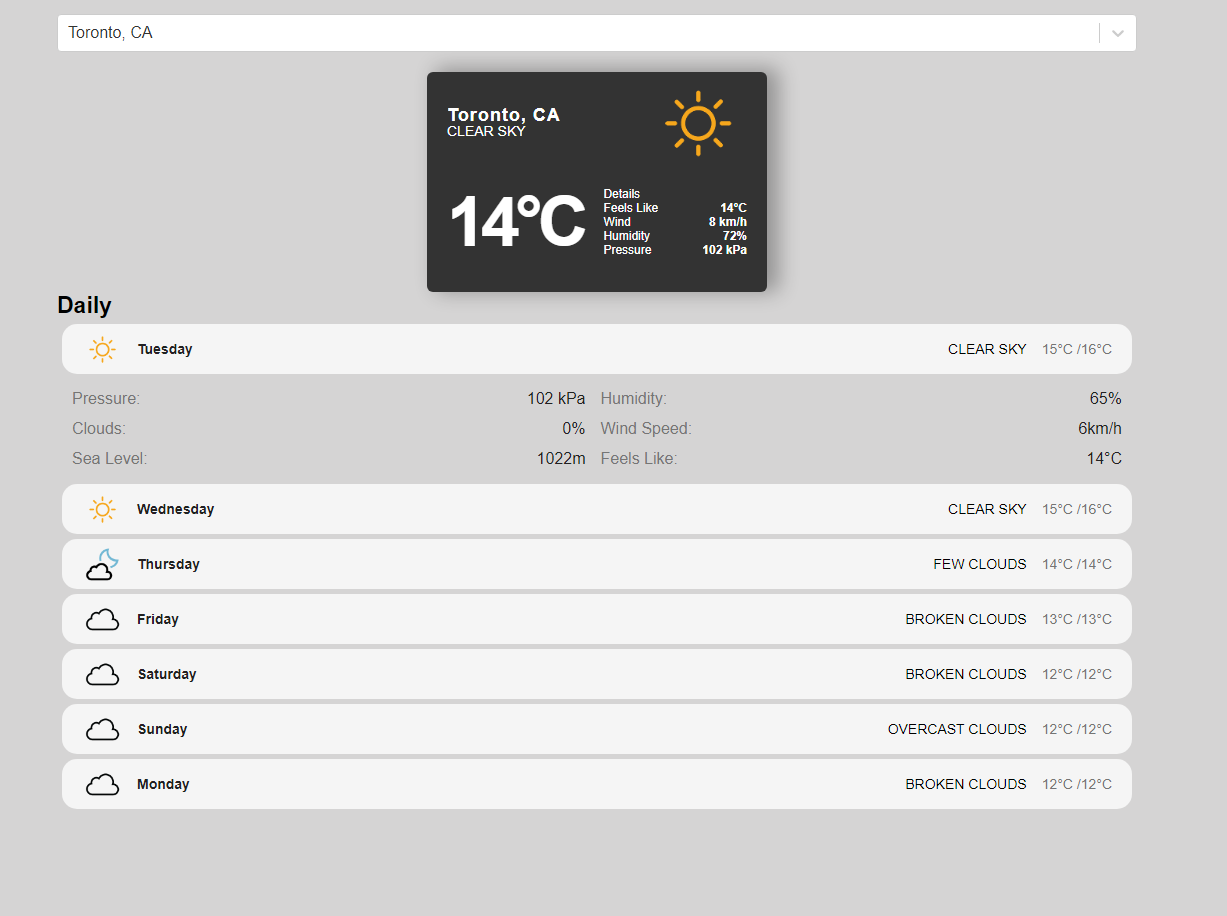 Toronto, CA
Toronto, CA
CLEAR SKY
14°C
Details
Feels Like 14°C
Wind 8 km/h
Humidity 72%
Pressure 102 kPa
Daily
Tuesday CLEAR SKY 15°C /16°C
Pressure: 102 kPa Humidity: 65%
Clouds: 0% Wind Speed: 6km/h
Sea Level: 1022m Feels Like: 14°C
Wednesday CLEAR SKY 15°C /16°C
Thursday FEW CLOUDS 14°C /14°C
Friday BROKEN CLOUDS 13°C /13°C
Saturday BROKEN CLOUDS 12°C /12°C
Sunday OVERCAST CLOUDS 12°C /12°C
Monday BROKEN CLOUDS 12°C /12°C